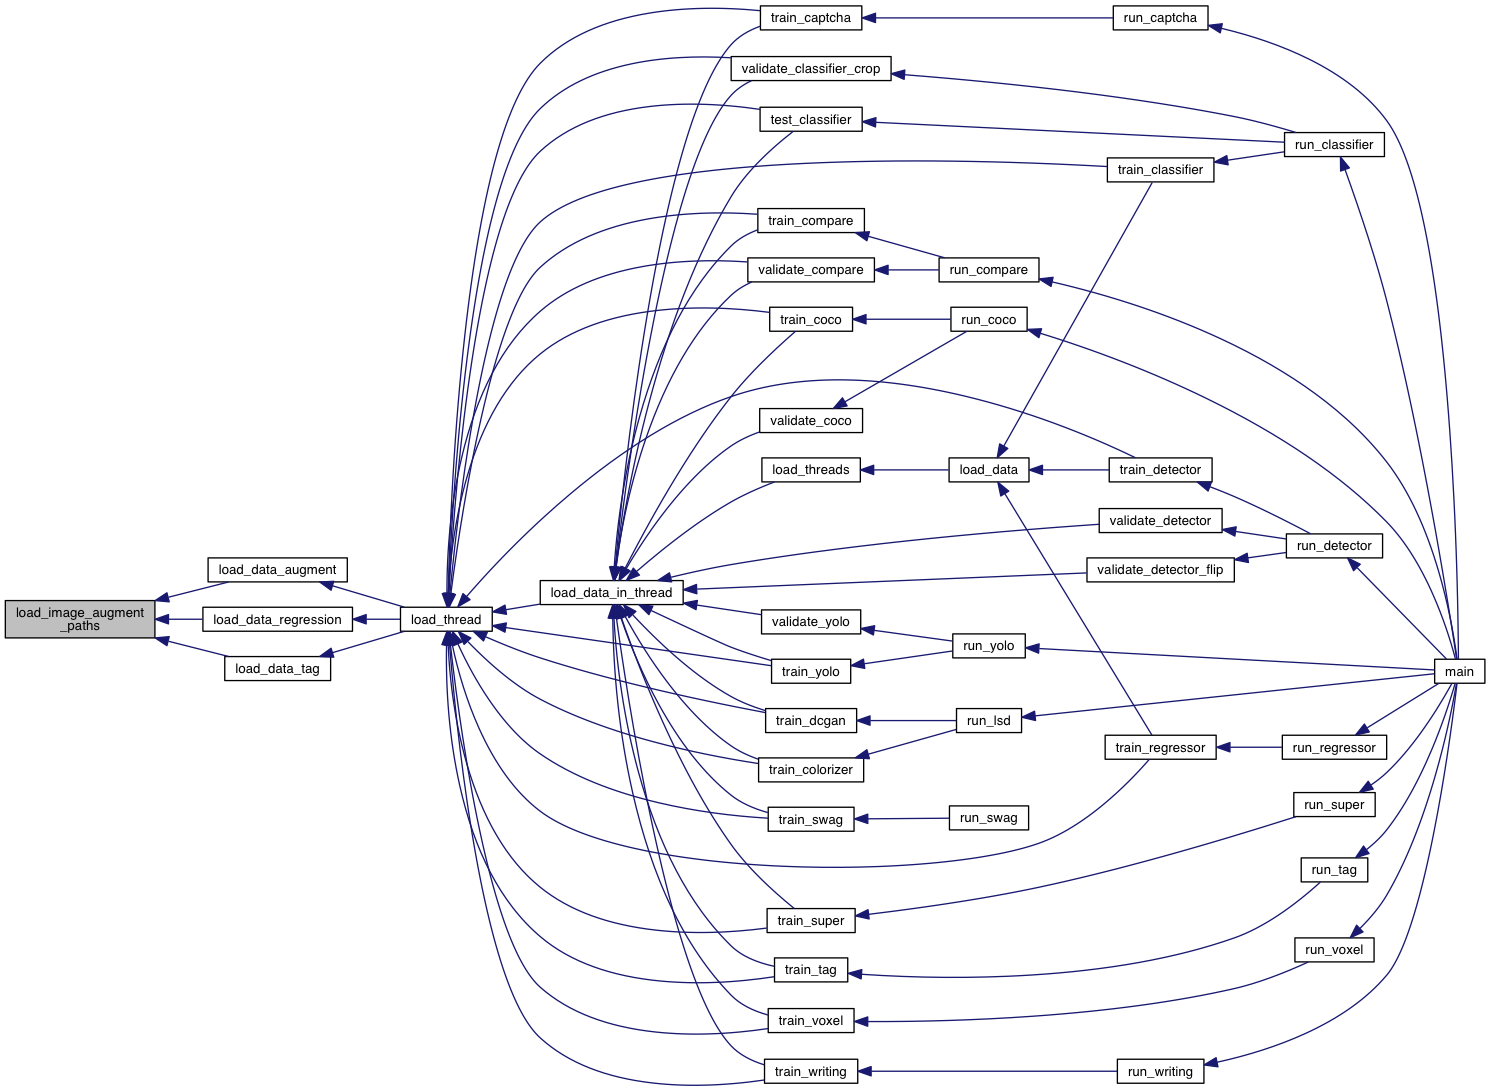 train_captcha
run_captcha
validate_classifier_crop
test_classifier
run_classifier
train_classifier
train_compare
validate_compare
run_compare
train_coco
run_coco
validate_coco
load_threads
load_data
train_detector
validate_detector
run_detector
validate_detector_flip
load_data_augment
load_image_augment
_paths
load_data_regression
load_data_tag
load_thread
load_data_in_thread
validate_yolo
run_yolo
train_yolo
main
train_dcgan
run_lsd
train_regressor
run_regressor
train_colorizer
train_swag
run_swag
run_super
run_tag
train_super
run_voxel
train_tag
train_voxel
train_writing
run_writing